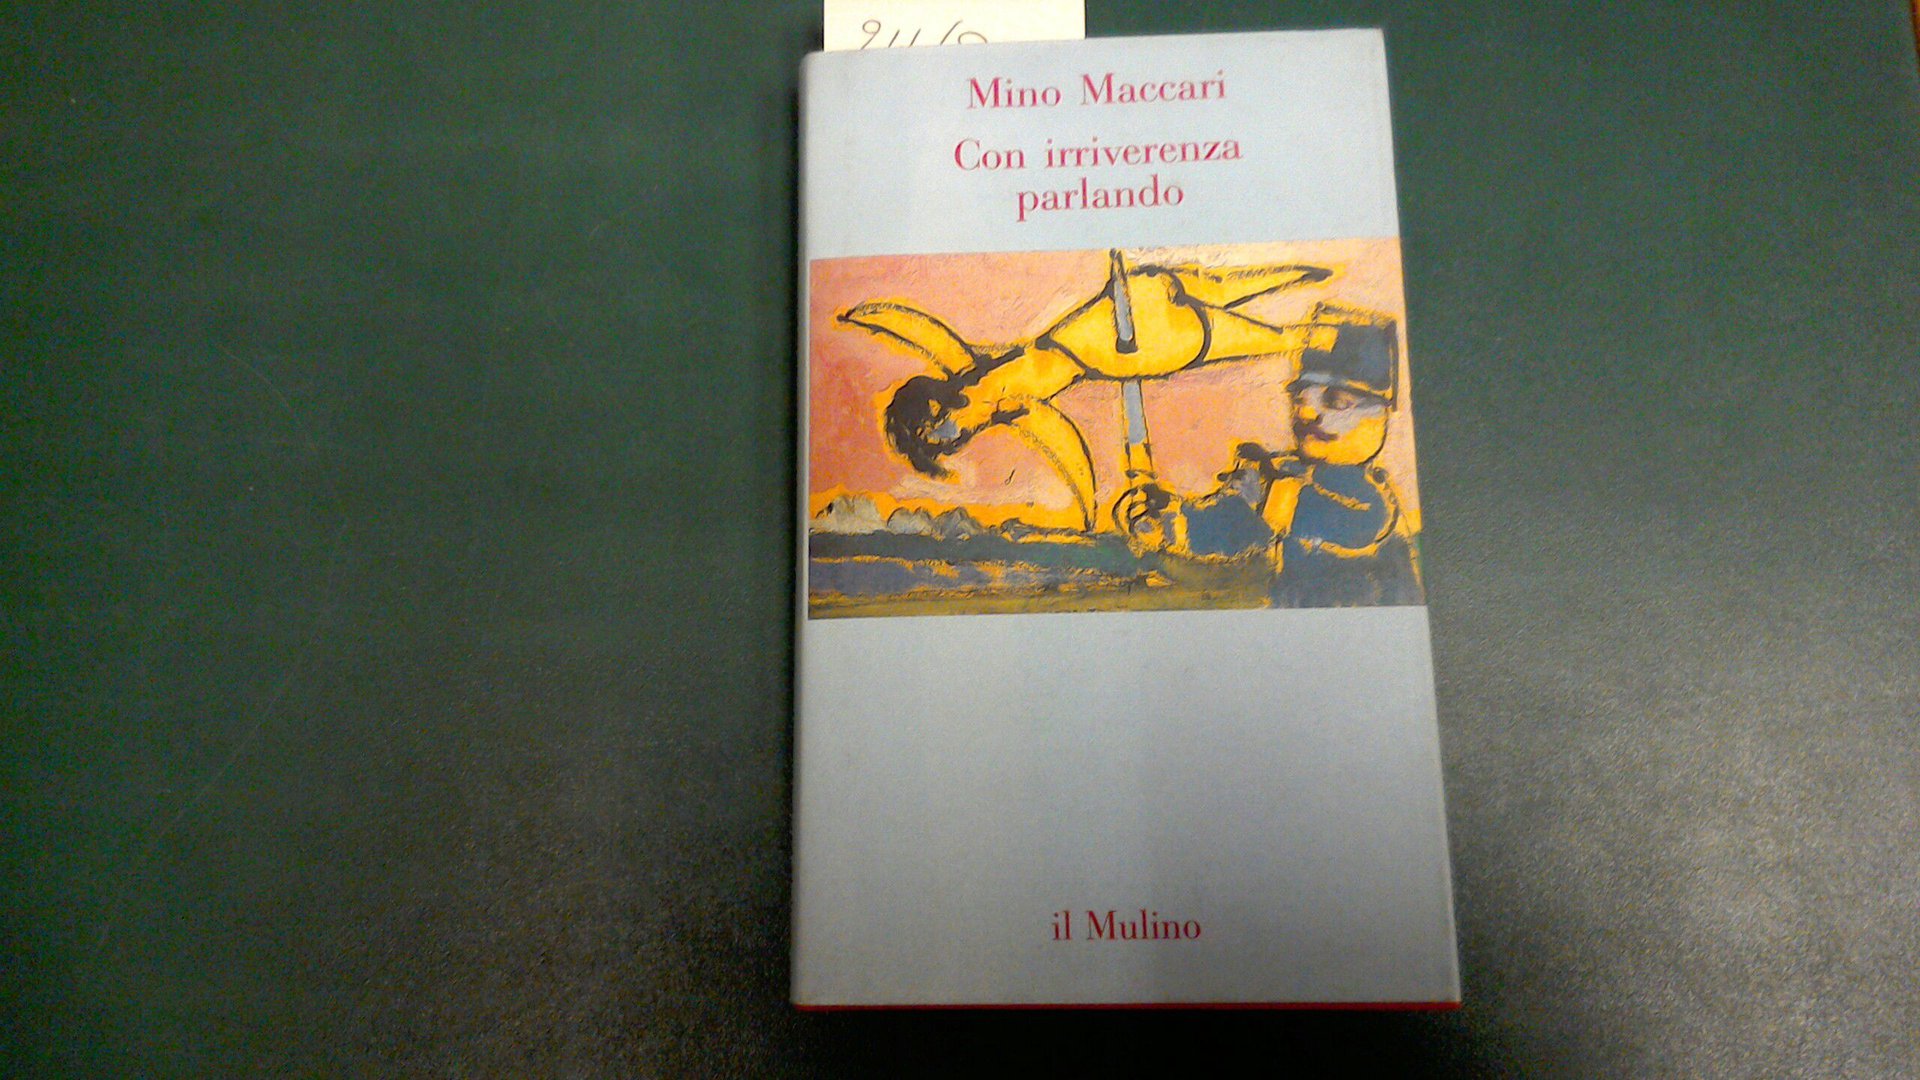 Mino Maccari
Con irriverenza
parlando
il Mulino